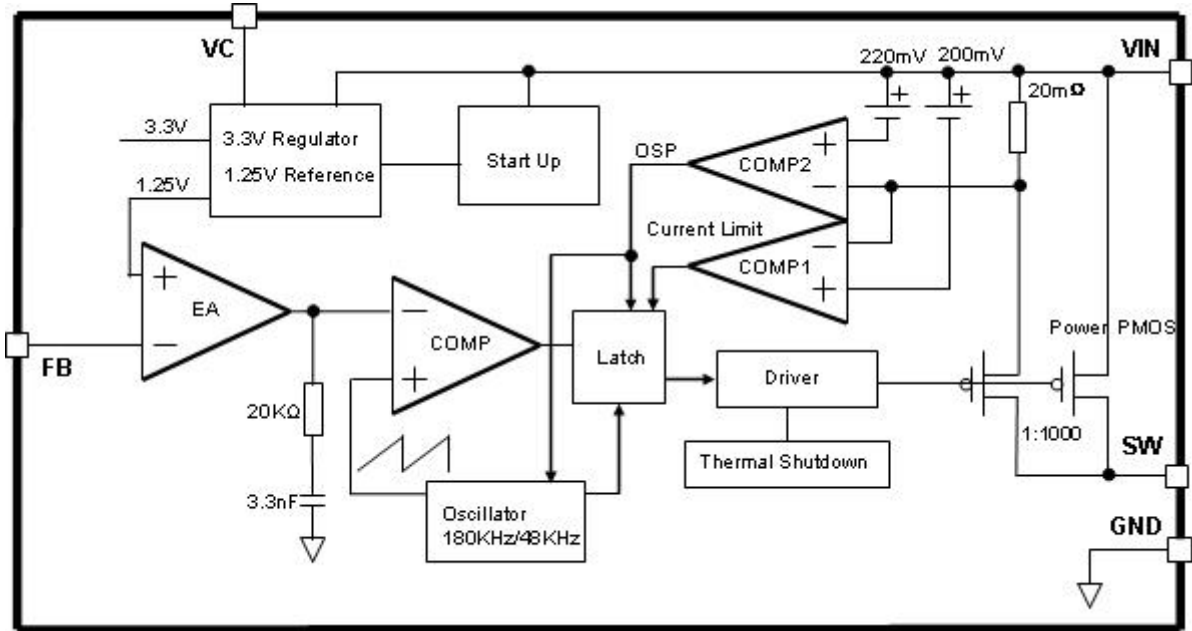 VC
220mV 200mV
VIN
20mΩ
3.3V
3.3V Regulator
1.25V Reference
1.25V
Start Up
OSP
COMP2
Current Limit
COMP1
EA
FB
COMP
Latch
Driver
Power PMOS
1:1000
SW
20KΩ
3.3nF
Thermal Shutdown
Oscillator
180KHz/48KHz
GND